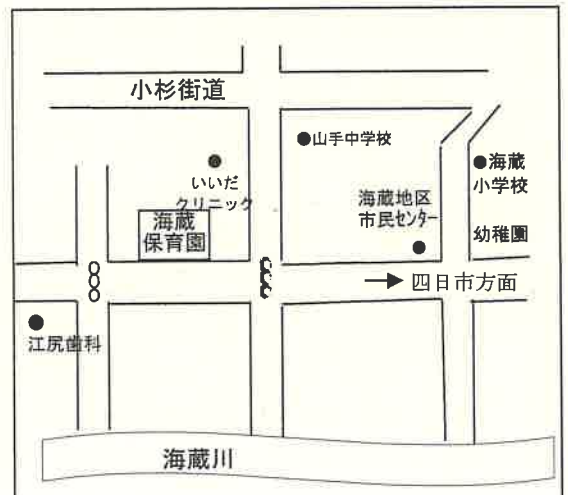 小杉街道
●山手中学校
●海蔵
小学校
いいだ
クリニック
海蔵地区
市民センター
海蔵
保育園
幼稚園
→四日市方面
江尻歯科
海蔵川